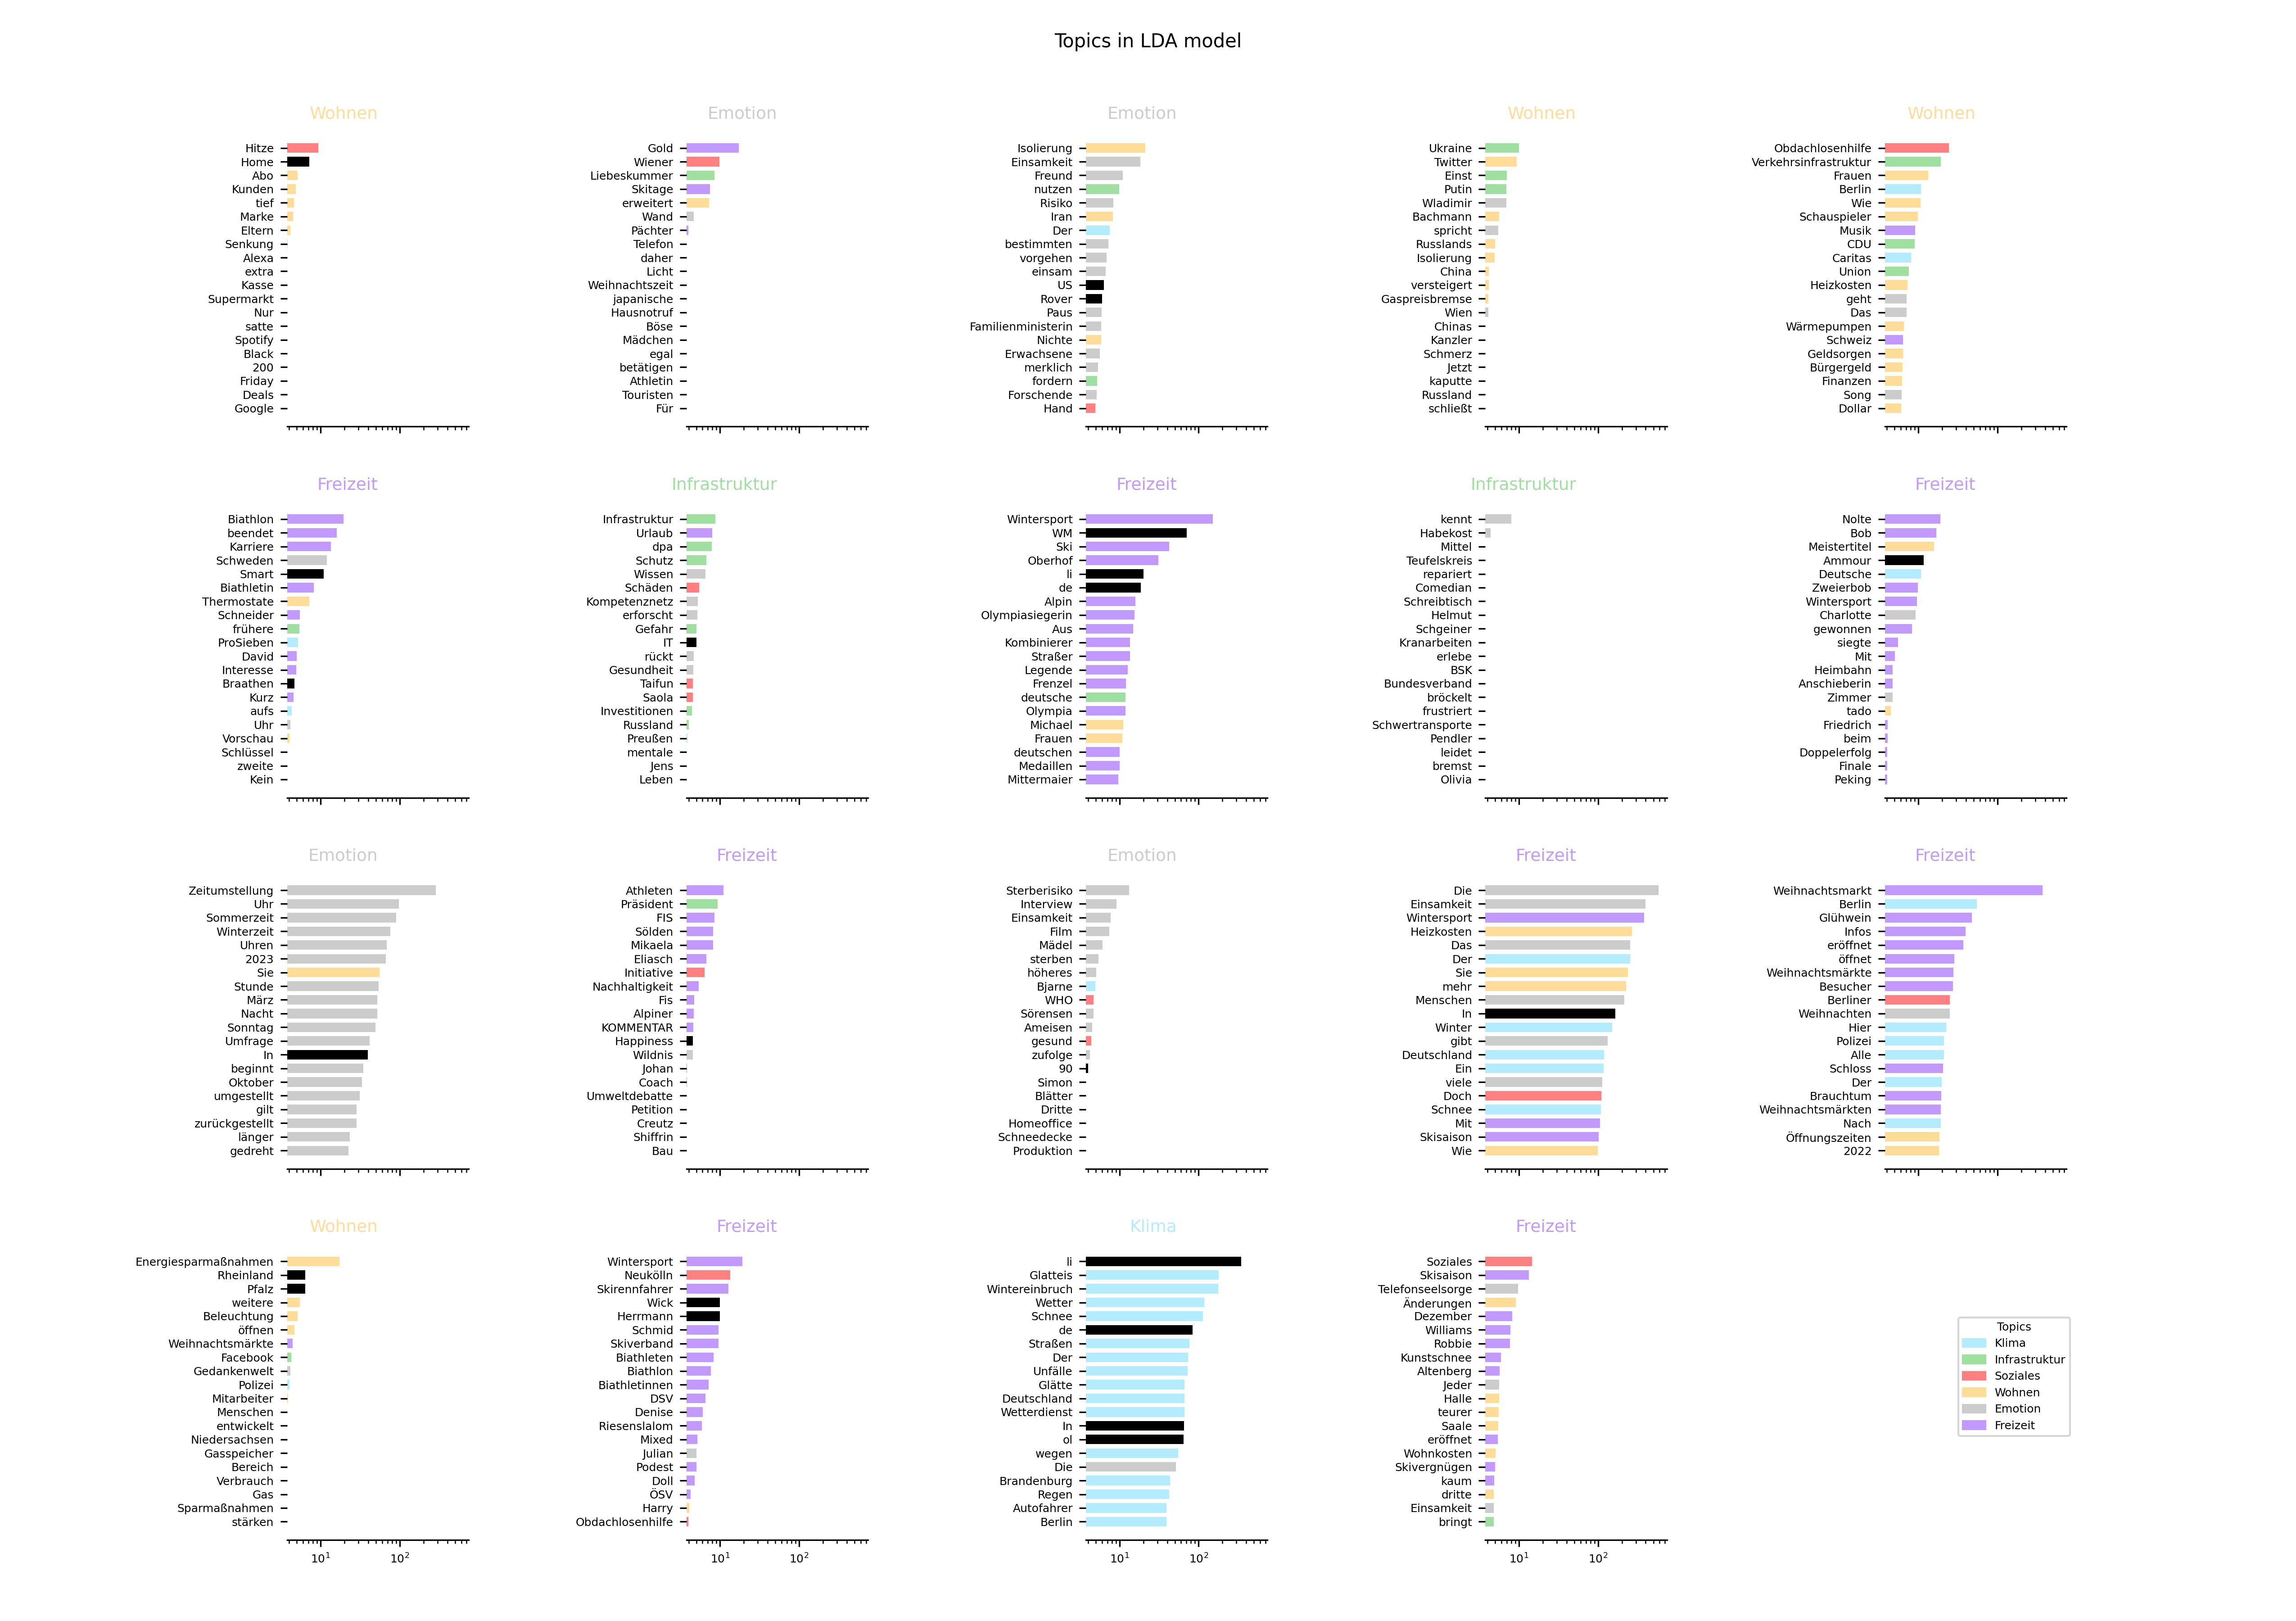 Topics in LDA model
Wohnen
Hitze
Home
Abo
Kunden
tief
Marke
Eltern
Senkung
Alexa
extra
Kasse
Supermarkt
Nur
satte
Spotify
Black
200
Friday
Deals
Google
Emotion
Gold
Wiener
Liebeskummer
Skitage
erweitert
Wand
Pächter
Telefon
daher
Licht
Weihnachtszeit
japanische
Hausnotruf
Böse
Mädchen
egal
betätigen
Athletin
Touristen
Für
Emotion
Isolierung
Einsamkeit
Freund
nutzen
Risiko
Iran
Der
bestimmten
vorgehen
einsam
US
Rover
Paus
Familienministerin
Nichte
Erwachsene
merklich
fordern
Forschende
Hand
Wohnen
Ukraine
Twitter
Einst
Putin
Wladimir
Bachmann
spricht
Russlands
Isolierung
China
versteigert
Gaspreisbremse
Wien
Chinas
Kanzler
Schmerz
Jetzt
kaputte
Russland
schließt
Wohnen
Obdachlosenhilfe
Verkehrsinfrastruktur
Frauen
Berlin
Wie
Schauspieler
Musik
CDU
Caritas
Union
Heizkosten
geht
Das
Wärmepumpen
Schweiz
Geldsorgen
Bürgergeld
Finanzen
Song
Dollar
Freizeit
Biathlon
beendet
Karriere
Schweden
Smart
Biathletin
Thermostate
Schneider
frühere
ProSieben
David
Interesse
Braathen
Kurz
aufs
Uhr
Vorschau
Schlüssel
zweite
Kein
Infrastruktur
Infrastruktur
Urlaub
dpa
Schutz
Wissen
Schäden
Kompetenznetz
erforscht
Gefahr
IT
rückt
Gesundheit
Taifun
Saola
Investitionen
Russland
Preußen
mentale
Jens
Leben
Freizeit
Wintersport
WM
Ski
Oberhof
li
de
Alpin
Olympiasiegerin
Aus
Kombinierer
Straßer
Legende
Frenzel
deutsche
Olympia
Michael
Frauen
deutschen
Medaillen
Mittermaier
Infrastruktur
kennt
Habekost
Mittel
Teufelskreis
repariert
Comedian
Schreibtisch
Helmut
Schgeiner
Kranarbeiten
erlebe
BSK
Bundesverband
bröckelt
frustriert
Schwertransporte
Pendler
leidet
bremst
Olivia
Freizeit
Nolte
Bob
Meistertitel
Ammour
Deutsche
Zweierbob
Wintersport
Charlotte
gewonnen
siegte
Mit
Heimbahn
Anschieberin
Zimmer
tado
Friedrich
beim
Doppelerfolg
Finale
Peking
Emotion
Zeitumstellung
Uhr
Sommerzeit
Winterzeit
Uhren
2023
Sie
Stunde
März
Nacht
Sonntag
Umfrage
In
beginnt
Oktober
umgestellt
gilt
zurückgestellt
länger
gedreht
Freizeit
Athleten
Präsident
FIS
Sölden
Mikaela
Eliasch
Initiative
Nachhaltigkeit
Fis
Alpiner
KOMMENTAR
Happiness
Wildnis
Johan
Coach
Umweltdebatte
Petition
Creutz
Shiffrin
Bau
Emotion
Sterberisiko
Interview
Einsamkeit
Film
Mädel
sterben
höheres
Bjarne
WHO
Sörensen
Ameisen
gesund
zufolge
90
Simon
Blätter
Dritte
Homeoffice
Schneedecke
Produktion
Freizeit
Die
Einsamkeit
Wintersport
Heizkosten
Das
Der
Sie
mehr
Menschen
In
Winter
gibt
Deutschland
Ein
viele
Doch
Schnee
Mit
Skisaison
Wie
Freizeit
Weihnachtsmarkt
Berlin
Glühwein
Infos
eröffnet
öffnet
Weihnachtsmärkte
Besucher
Berliner
Weihnachten
Hier
Polizei
Alle
Schloss
Der
Brauchtum
Weihnachtsmärkten
Nach
Öffnungszeiten
2022
Wohnen
Energiesparmaßnahmen
Rheinland
Pfalz
weitere
Beleuchtung
öffnen
Weihnachtsmärkte
Facebook
Gedankenwelt
Polizei
Mitarbeiter
Menschen
entwickelt
Niedersachsen
Gasspeicher
Bereich
Verbrauch
Gas
Sparmaßnahmen
stärken
10¹ 10²
Freizeit
Wintersport
Neukölln
Skirennfahrer
Wick
Herrmann
Schmid
Skiverband
Biathleten
Biathlon
Biathletinnen
DSV
Denise
Riesenslalom
Mixed
Julian
Podest
Doll
ÖSV
Harry
Obdachlosenhilfe
10¹ 10²
Klima
li
Glatteis
Wintereinbruch
Wetter
Schnee
de
Straßen
Der
Unfälle
Glätte
Deutschland
Wetterdienst
In
ol
wegen
Die
Brandenburg
Regen
Autofahrer
Berlin
10¹ 10²
Freizeit
Soziales
Skisaison
Telefonseelsorge
Änderungen
Dezember
Williams
Robbie
Kunstschnee
Altenberg
Jeder
Halle
teurer
Saale
eröffnet
Wohnkosten
Skivergnügen
kaum
dritte
Einsamkeit
bringt
10¹ 10²
Topics
Klima
Infrastruktur
Soziales
Wohnen
Emotion
Freizeit